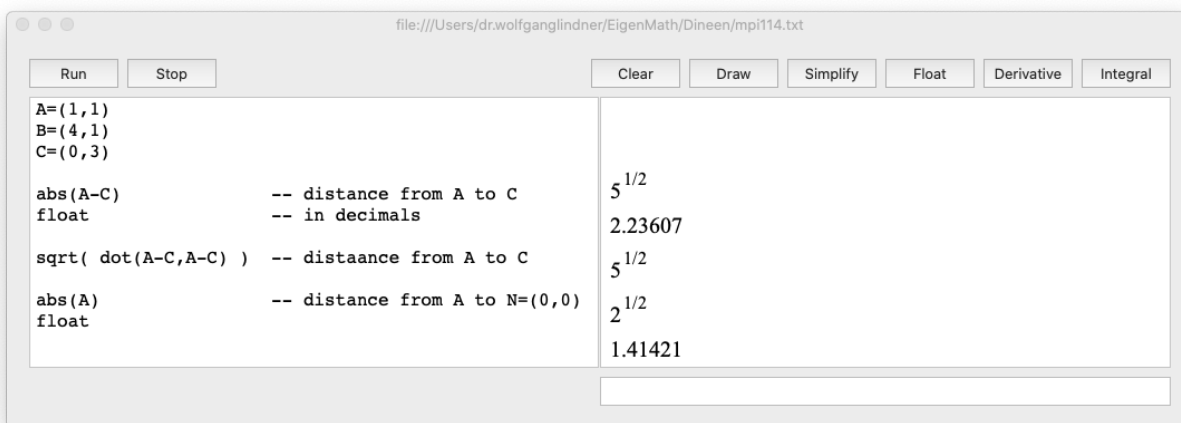 file:///Users/dr.wolfganglindner/EigenMath/Dineen/mpi114.txt
Run Stop Clear Draw Simplify Float Derivative Integral
A=(1,1)
B=(4,1)
C=(0,3)
abs(A-C) -- distance from A to C
float -- in decimals
sqrt( dot(A-C,A-C) ) -- distaance from A to C
abs(A) -- distance from A to N=(0,0)
float
5^1/2
2.23607
5^1/2
2^1/2
1.41421